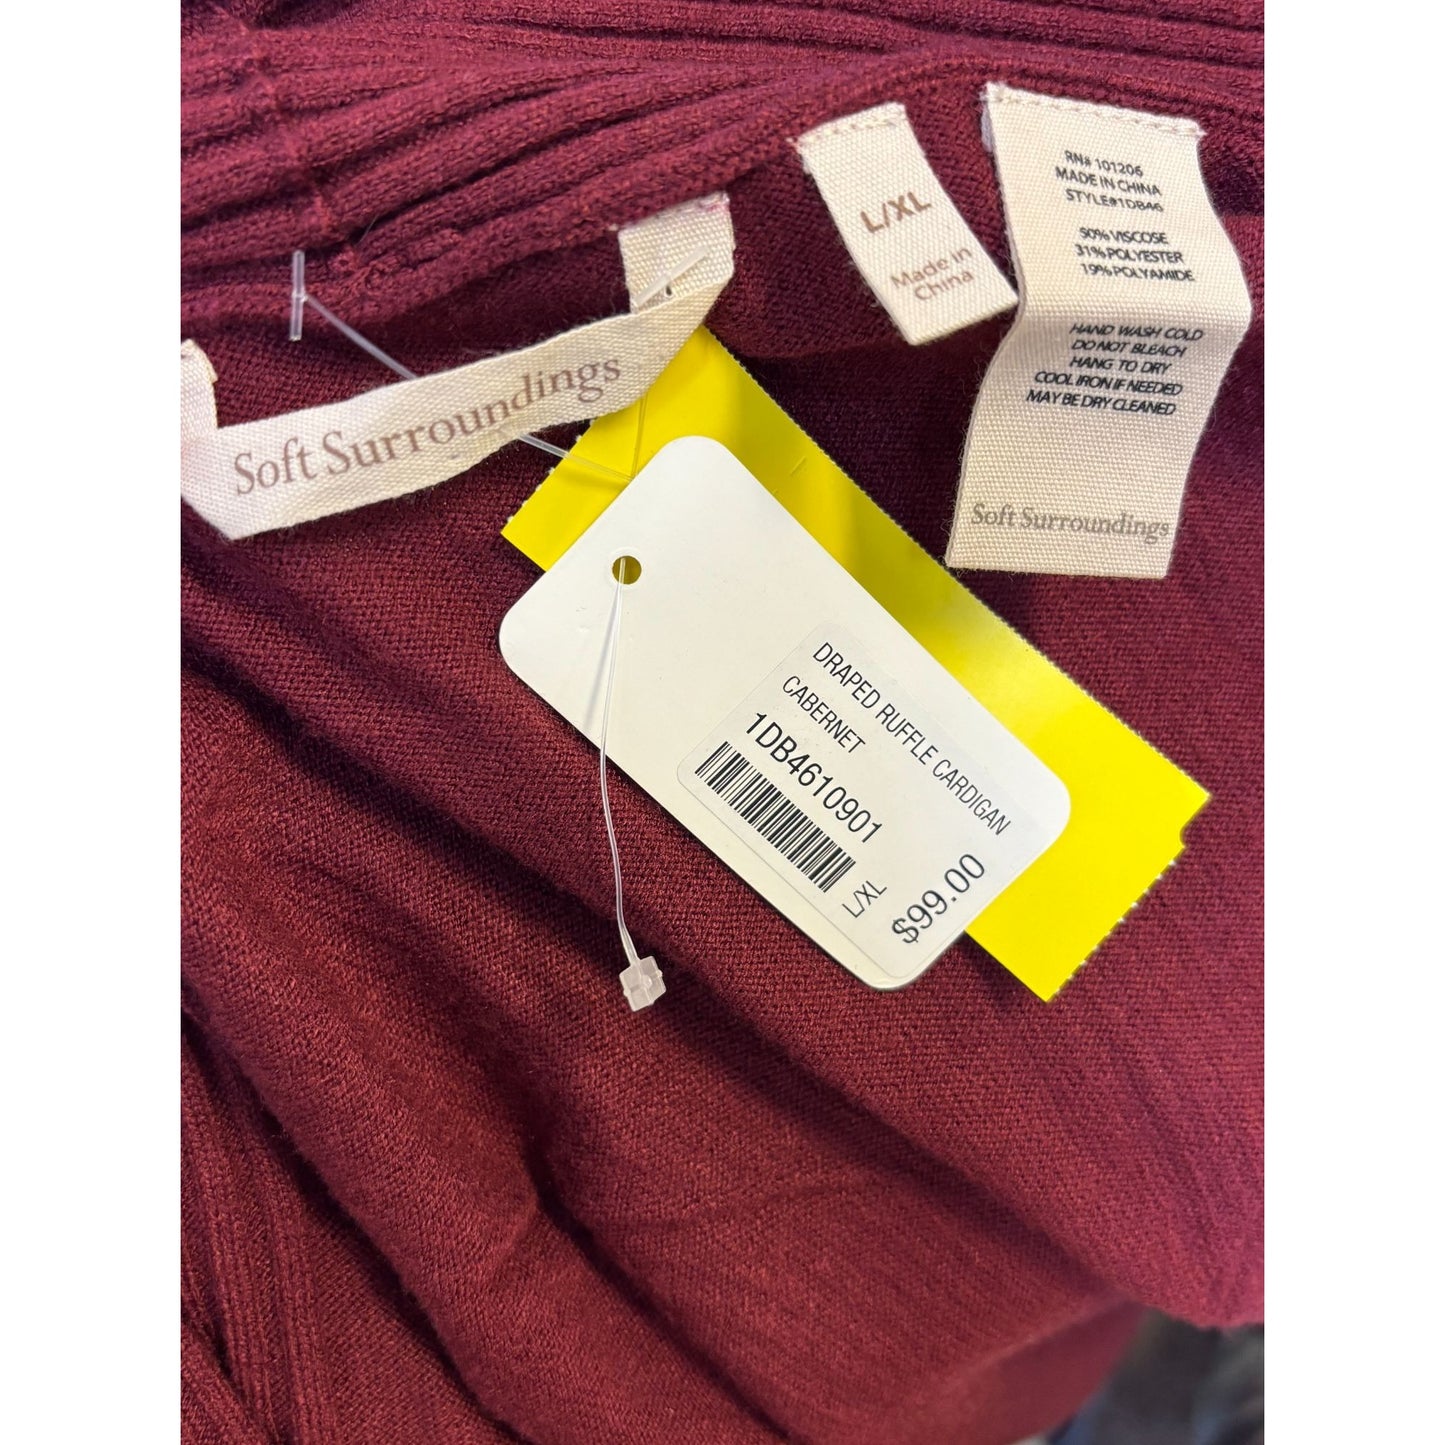 Soft Surroundings
L/XL
Made in
China
RN# 101206
MADE IN CHINA
STYLE#1DB46
50% VISCOSE
31% POLYESTER
19% POLYAMIDE
HAND WASH COLD
DO NOT BLEACH
HANG TO DRY
COOL IRON IF NEEDED
MAY BE DRY CLEANED
Soft Surroundings
DRAPED RUFFLE CARDIGAN
CABERNET
1DB4610901
L/XL
$99.00